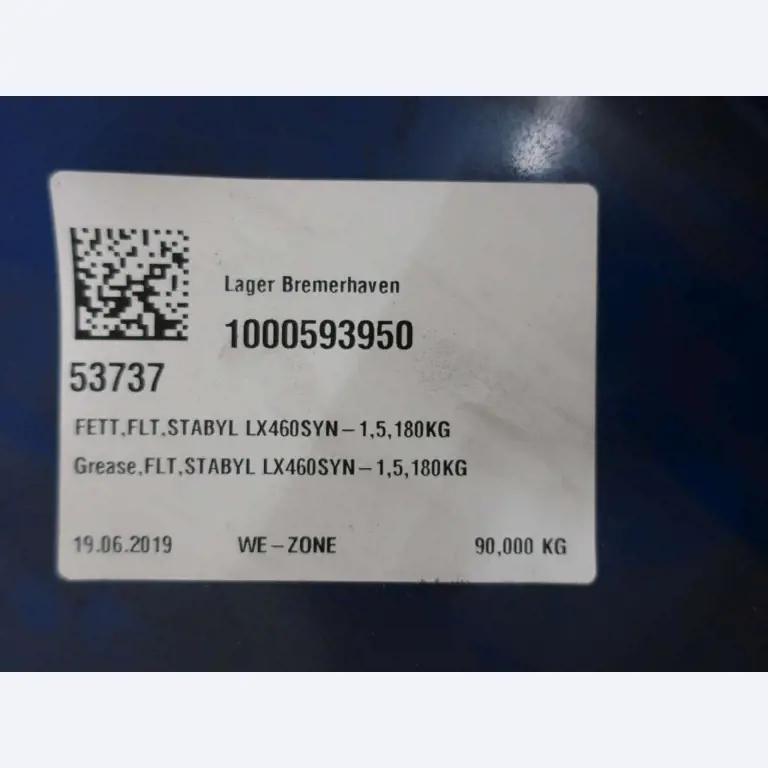 Lager Bremerhaven
1000593950
53737
FETT,FLT,STABYL LX460SYN-1,5,180KG
Grease,FLT,STABYL LX460SYN-1,5,180KG
19.06.2019 WE-ZONE 90,000 KG